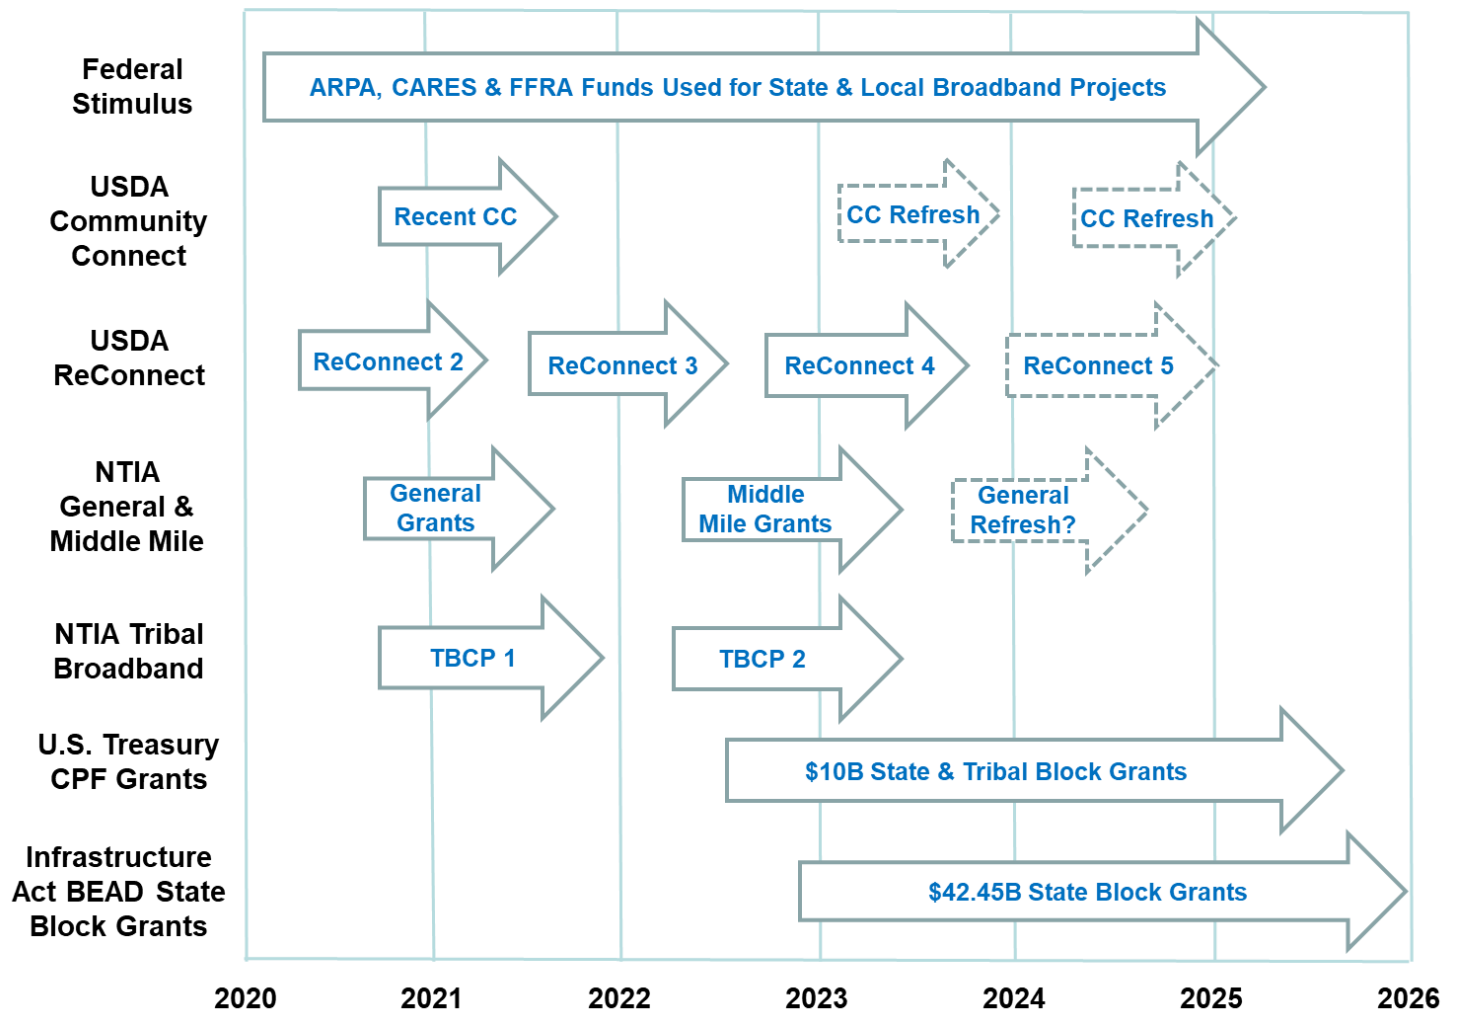 Federal
Stimulus
ARPA, CARES & FFRA Funds Used for State & Local Broadband Projects
USDA
Community
Connect
Recent CC
CC Refresh
CC Refresh
USDA
ReConnect
ReConnect 2
ReConnect 3
ReConnect 4
ReConnect 5
NTIA
General &
Middle Mile
General
Grants
Middle
Mile Grants
General
Refresh?
NTIA Tribal
Broadband
TBCP 1
TBCP 2
U.S. Treasury
CPF Grants
$10B State & Tribal Block Grants
Infrastructure
Act BEAD State
Block Grants
$42.45B State Block Grants
2020 2021 2022 2023 2024 2025 2026